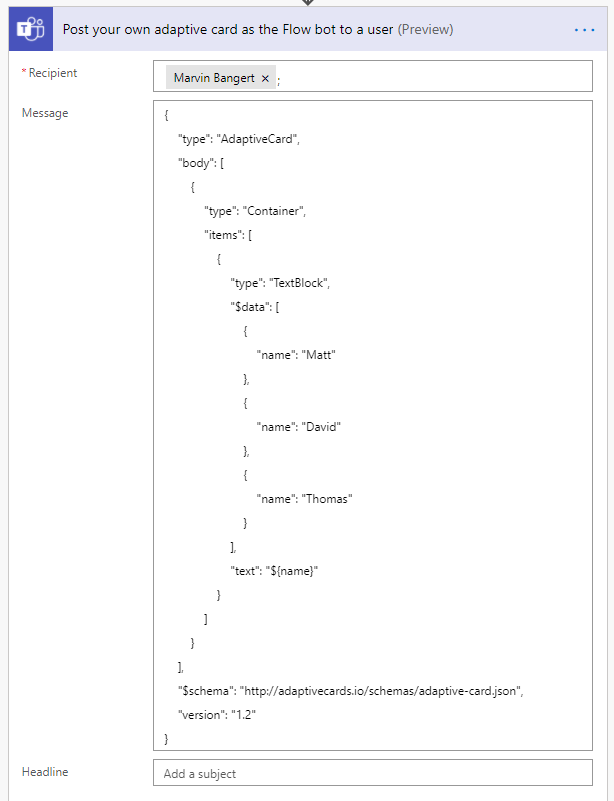 Post your own adaptive card as the Flow bot to a user (Preview)
* Recipient
Marvin Bangert × ;
Message
{
"type": "AdaptiveCard",
"body": [
{
"type": "Container",
"items": [
{
"type": "TextBlock",
"$data": [
{
"name": "Matt"
},
{
"name": "David"
},
{
"name": "Thomas"
}
],
"text": "${name}"
}
]
}
],
"$schema": "http://adaptivecards.io/schemas/adaptive-card.json",
"version": "1.2"
}
Headline
Add a subject